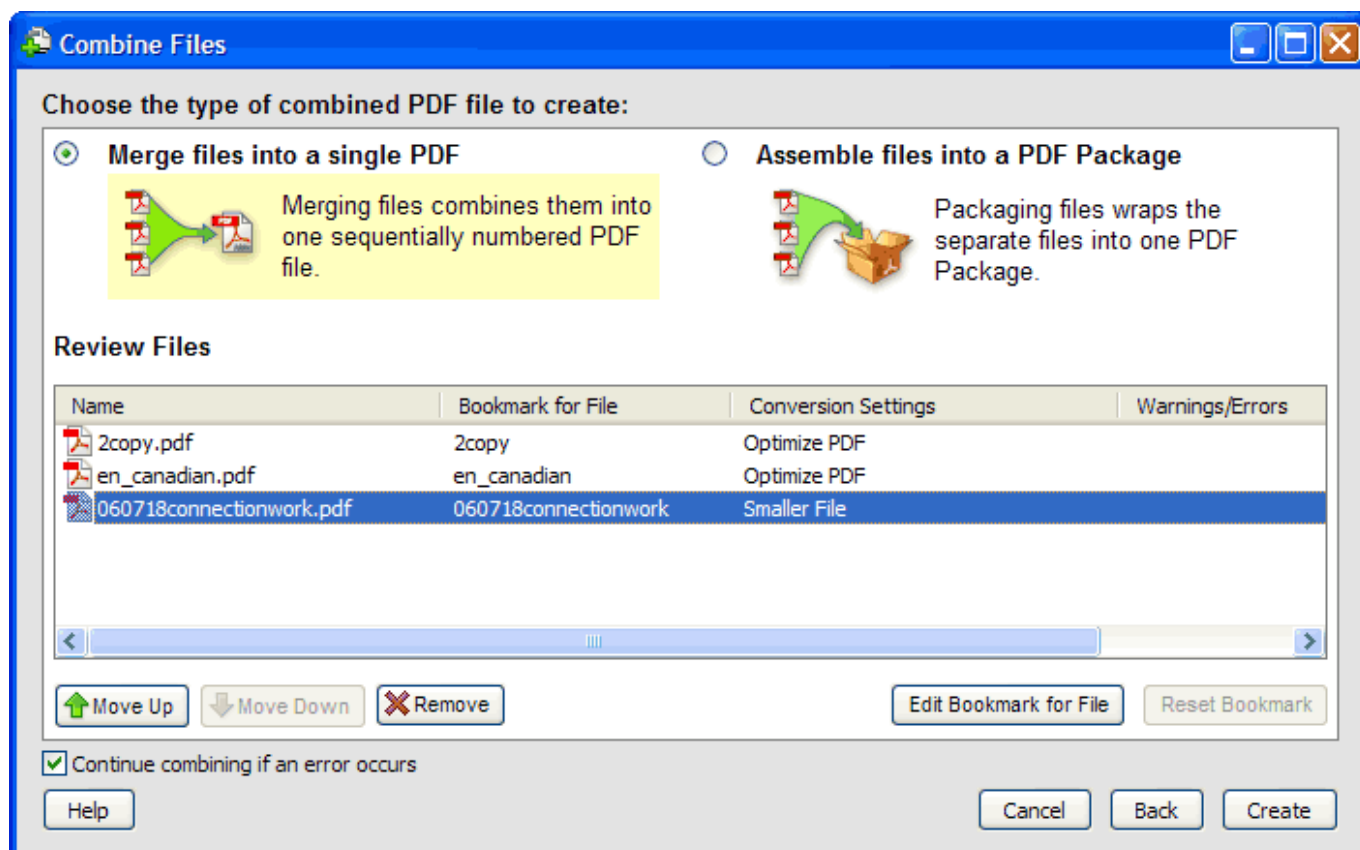 Combine Files
Choose the type of combined PDF file to create:
Merge files into a single PDF
Merging files combines them into
one sequentially numbered PDF
file.
Assemble files into a PDF Package
Packaging files wraps the
separate files into one PDF
Package.
Review Files
Name Bookmark for File Conversion Settings Warnings/Errors
2copy.pdf 2copy Optimize PDF
en_canadian.pdf en_canadian Optimize PDF
060718connectionwork.pdf 060718connectionwork Smaller File
Move Up Move Down Remove Edit Bookmark for File Reset Bookmark
Continue combining if an error occurs
Help Cancel Back Create